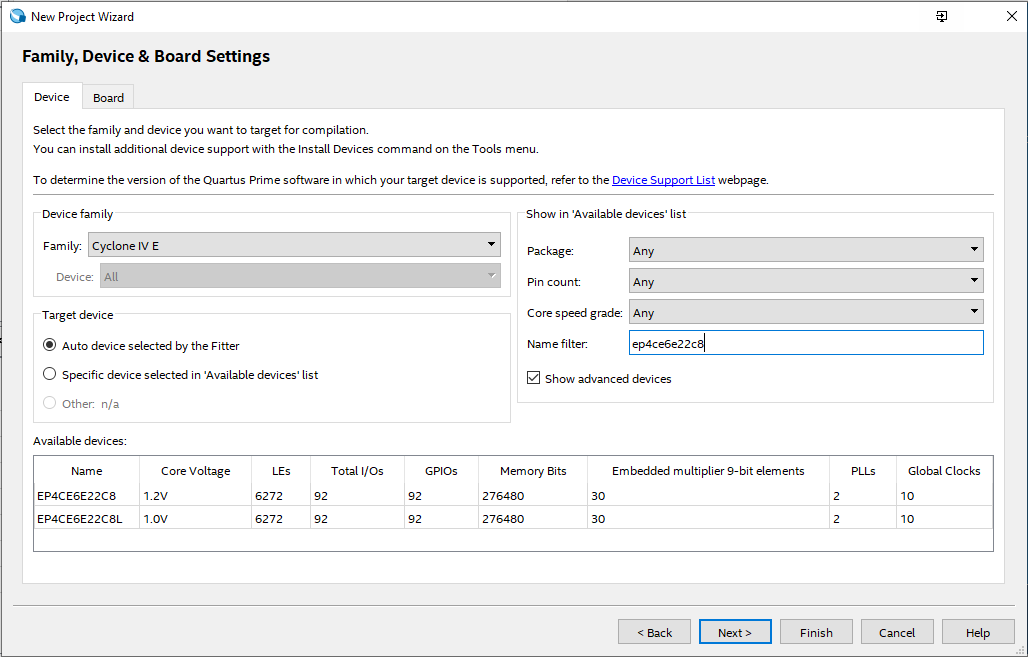 New Project Wizard
Family, Device & Board Settings
Device Board
Select the family and device you want to target for compilation.
You can install additional device support with the Install Devices command on the Tools menu.
To determine the version of the Quartus Prime software in which your target device is supported, refer to the Device Support List webpage.
Device family
Family: Cyclone IV E
Device: All
Target device
Auto device selected by the Fitter
Specific device selected in 'Available devices' list
Other: n/a
Show in 'Available devices' list
Package: Any
Pin count: Any
Core speed grade: Any
Name filter: ep4ce6e22c8
Show advanced devices
Available devices:
Name Core Voltage LEs Total I/Os GPIOs Memory Bits Embedded multiplier 9-bit elements PLLs Global Clocks
EP4CE6E22C8 1.2V 6272 92 92 276480 30 2 10
EP4CE6E22C8L 1.0V 6272 92 92 276480 30 2 10
< Back Next > Finish Cancel Help